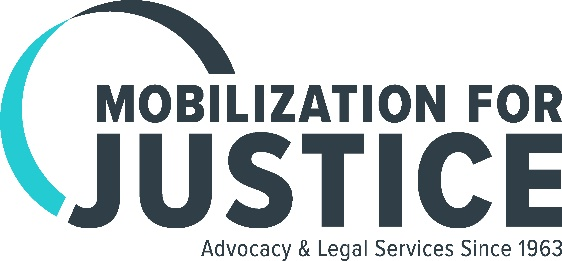 MOBILIZATION FOR
JUSTICE
Advocacy & Legal Services Since 1963